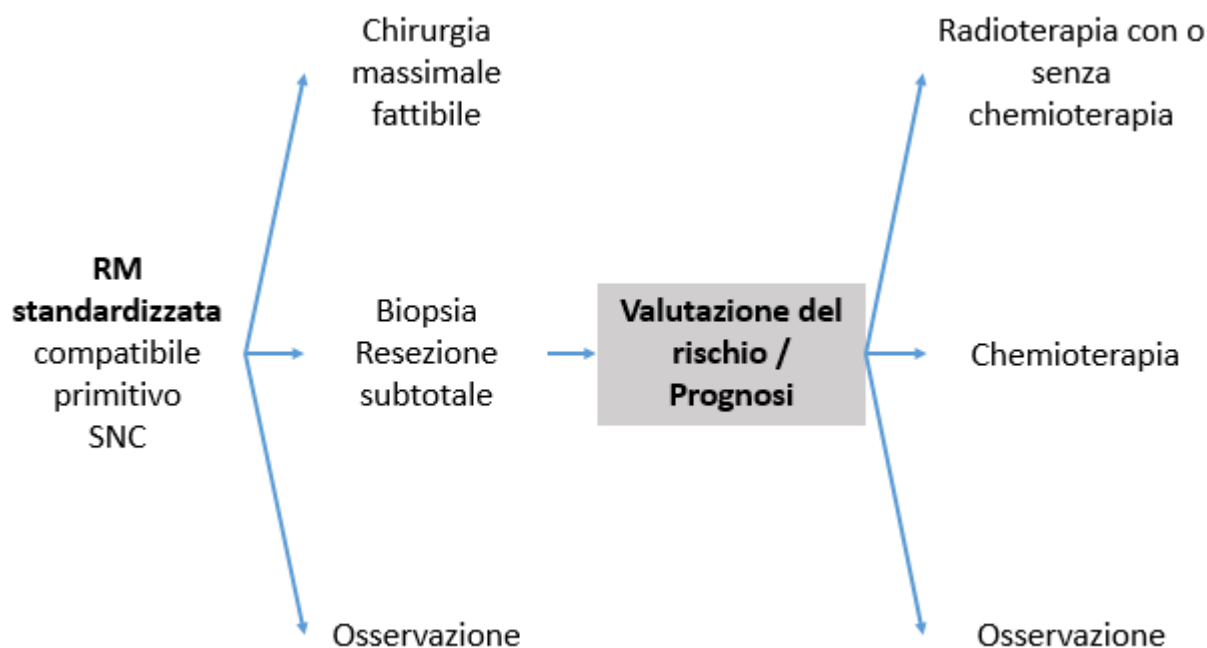 RM
standardizzata
compatibile
primitivo
SNC
Chirurgia
massimale
fattibile
Biopsia
Resezione
subtotale
Osservazione
Valutazione del
rischio /
Prognosi
Radioterapia con o
senza
chemioterapia
Chemioterapia
Osservazione